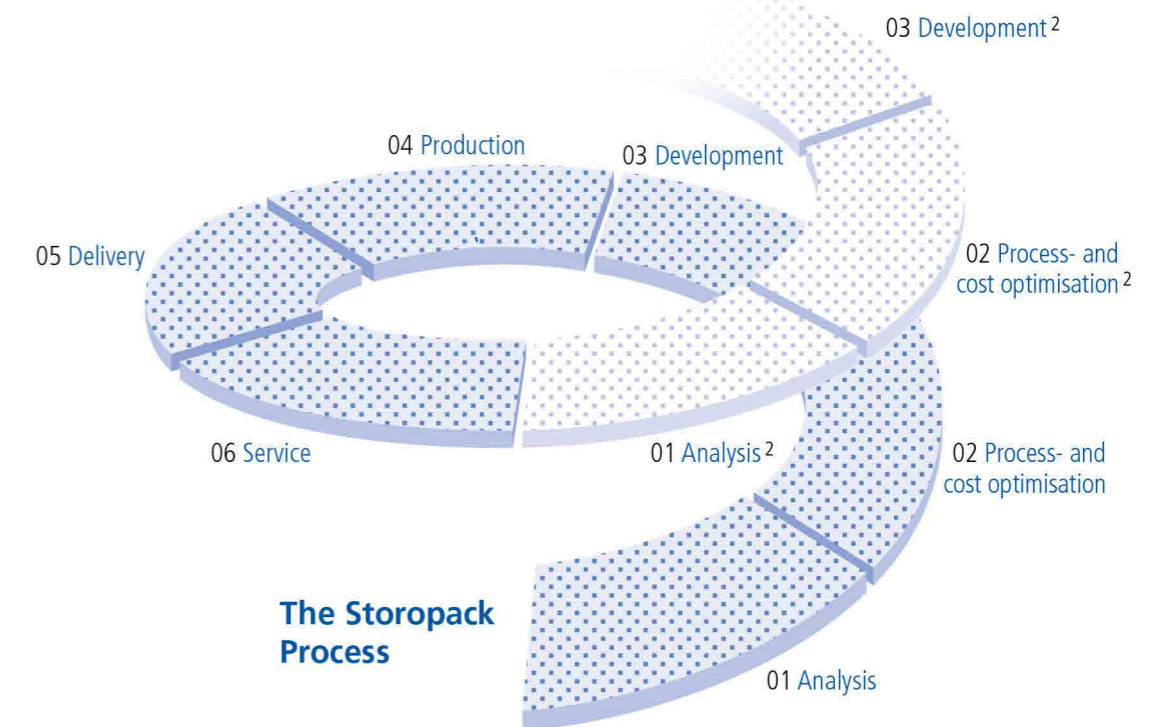 03 Development 2
04 Production
03 Development
05 Delivery
02 Process- and
cost optimisation 2
06 Service
01 Analysis 2
02 Process- and
cost optimisation
The Storopack
Process
01 Analysis